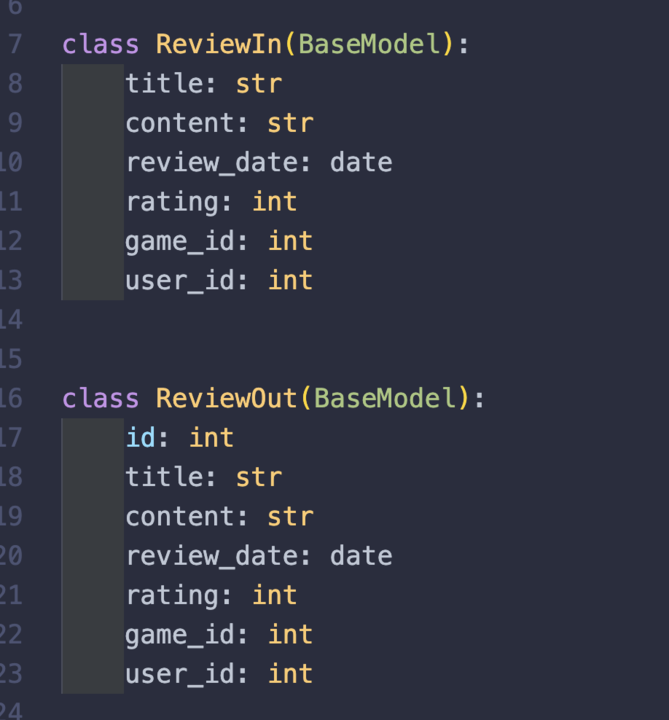 6
7 class ReviewIn(BaseModel):
8     title: str
9     content: str
10     review_date: date
11     rating: int
12     game_id: int
13     user_id: int
14
15
16 class ReviewOut(BaseModel):
17     id: int
18     title: str
19     content: str
20     review_date: date
21     rating: int
22     game_id: int
23     user_id: int
24